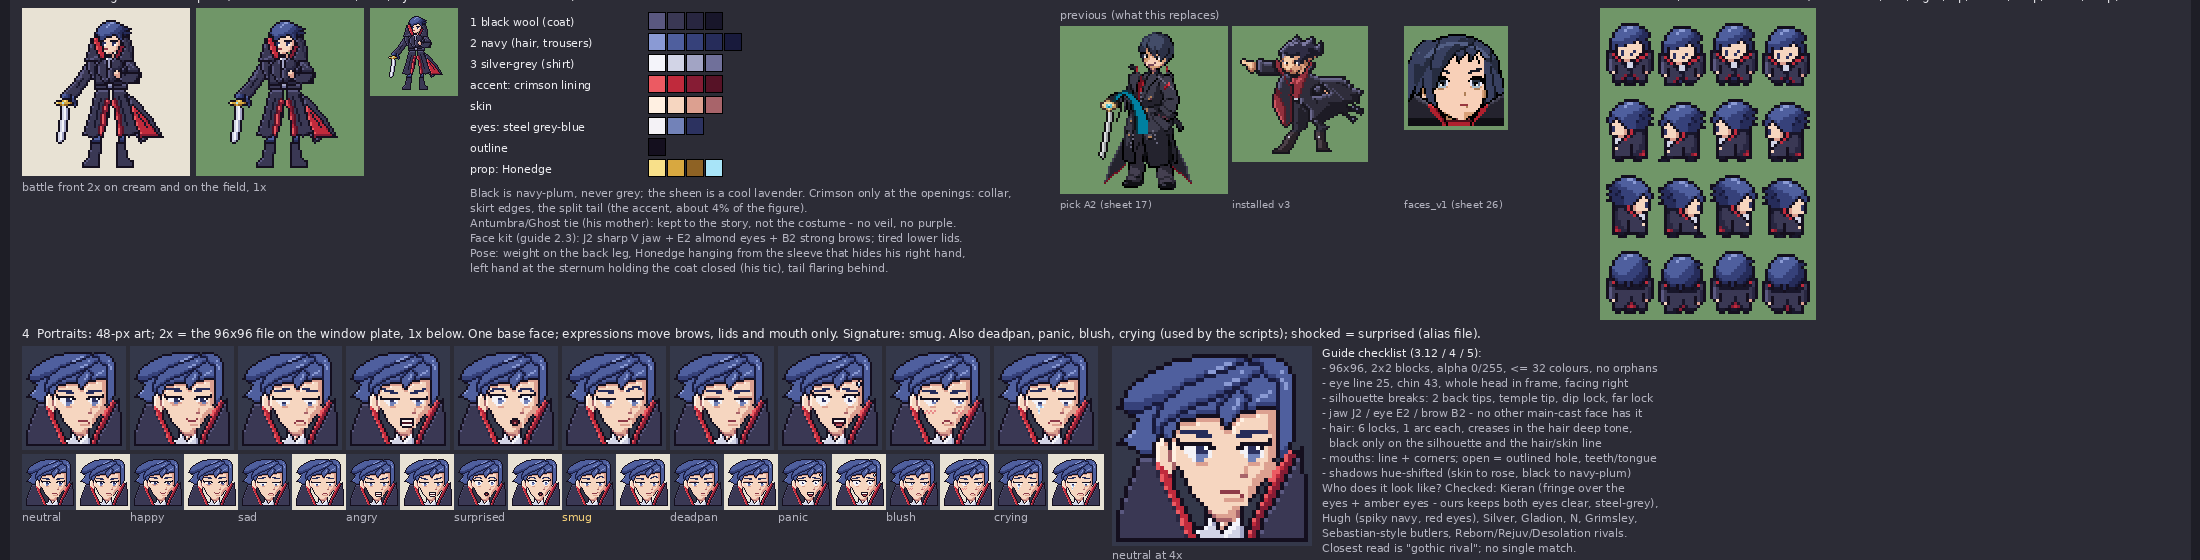 battle front 2x on cream and on the field, 1x
1 black wool (coat)
2 navy (hair, trousers)
3 silver-grey (shirt)
accent: crimson lining
skin
eyes: steel grey-blue
outline
prop: Honedge
Black is navy-plum, never grey; the sheen is a cool lavender. Crimson only at the openings: collar,
skirt edges, the split tail (the accent, about 4% of the figure).
Antumbra/Ghost tie (his mother): kept to the story, not the costume - no veil, no purple.
Face kit (guide 2.3): J2 sharp V jaw + E2 almond eyes + B2 strong brows; tired lower lids.
Pose: weight on the back leg, Honedge hanging from the sleeve that hides his right hand,
left hand at the sternum holding the coat closed (his tic), tail flaring behind.
previous (what this replaces)
pick A2 (sheet 17)
installed v3
faces_v1 (sheet 26)
4 Portraits: 48-px art; 2x = the 96x96 file on the window plate, 1x below. One base face; expressions move brows, lids and mouth only. Signature: smug. Also deadpan, panic, blush, crying (used by the scripts); shocked = surprised (alias file).
neutral
happy
sad
angry
surprised
smug
deadpan
panic
blush
crying
neutral at 4x
Guide checklist (3.12 / 4 / 5):
- 96x96, 2x2 blocks, alpha 0/255, <= 32 colours, no orphans
- eye line 25, chin 43, whole head in frame, facing right
- silhouette breaks: 2 back tips, temple tip, dip lock, far lock
- jaw J2 / eye E2 / brow B2 - no other main-cast face has it
- hair: 6 locks, 1 arc each, creases in the hair deep tone,
black only on the silhouette and the hair/skin line
- mouths: line + corners; open = outlined hole, teeth/tongue
- shadows hue-shifted (skin to rose, black to navy-plum)
Who does it look like? Checked: Kieran (fringe over the
eyes + amber eyes - ours keeps both eyes clear, steel-grey),
Hugh (spiky navy, red eyes), Silver, Gladion, N, Grimsley,
Sebastian-style butlers, Reborn/Rejuv/Desolation rivals.
Closest read is "gothic rival"; no single match.